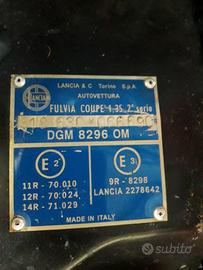 LANCIA
LANCIA & C Torino S.p.A
AUTOVETTURA
FULVIA COUPE 1,3S 2ª serie
DGM 8296 OM
E 2
E 3
11R - 70.010
12R - 70.024
14R - 71.029
9R - 8298
LANCIA 2278642
MADE IN ITALY
subito